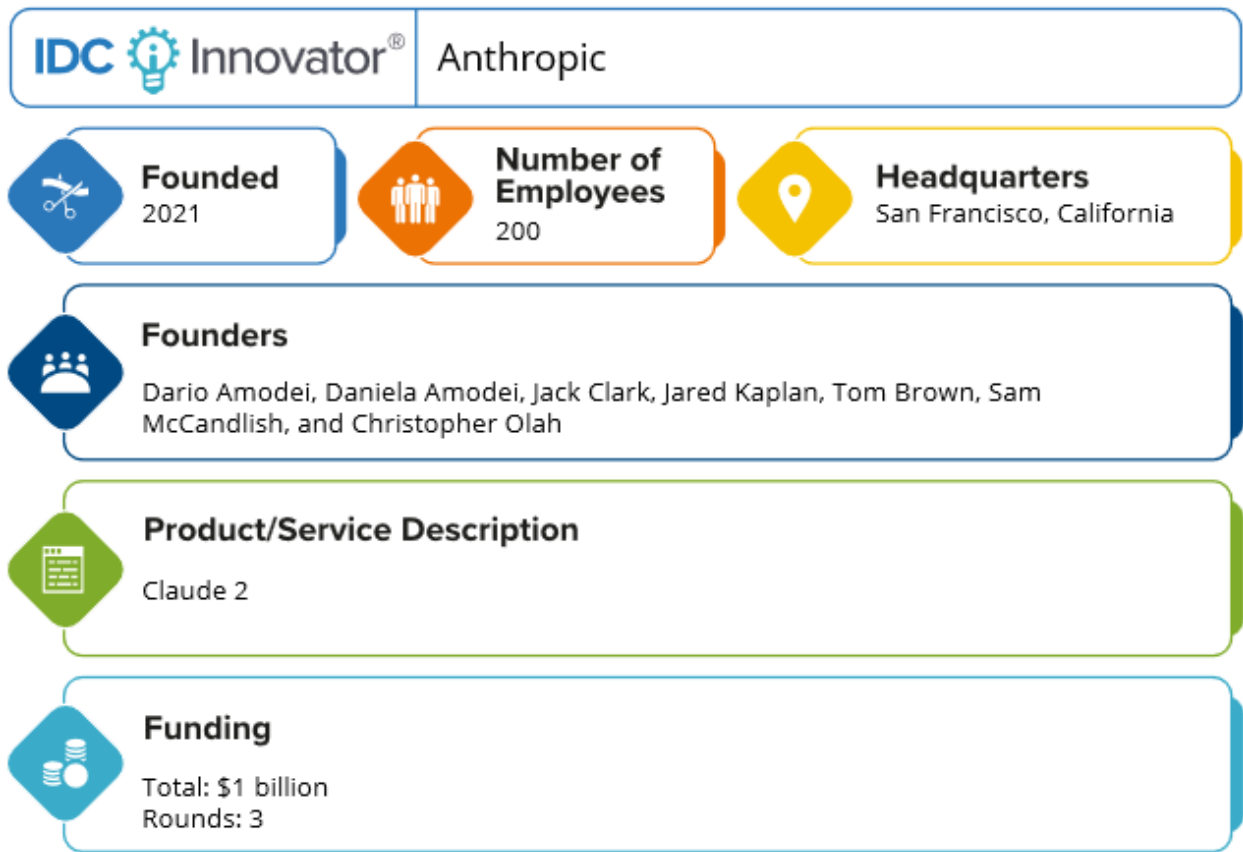 IDC Innovator® Anthropic
Founded
2021
Number of
Employees
200
Headquarters
San Francisco, California
Founders
Dario Amodei, Daniela Amodei, Jack Clark, Jared Kaplan, Tom Brown, Sam
McCandlish, and Christopher Olah
Product/Service Description
Claude 2
Funding
Total: $1 billion
Rounds: 3